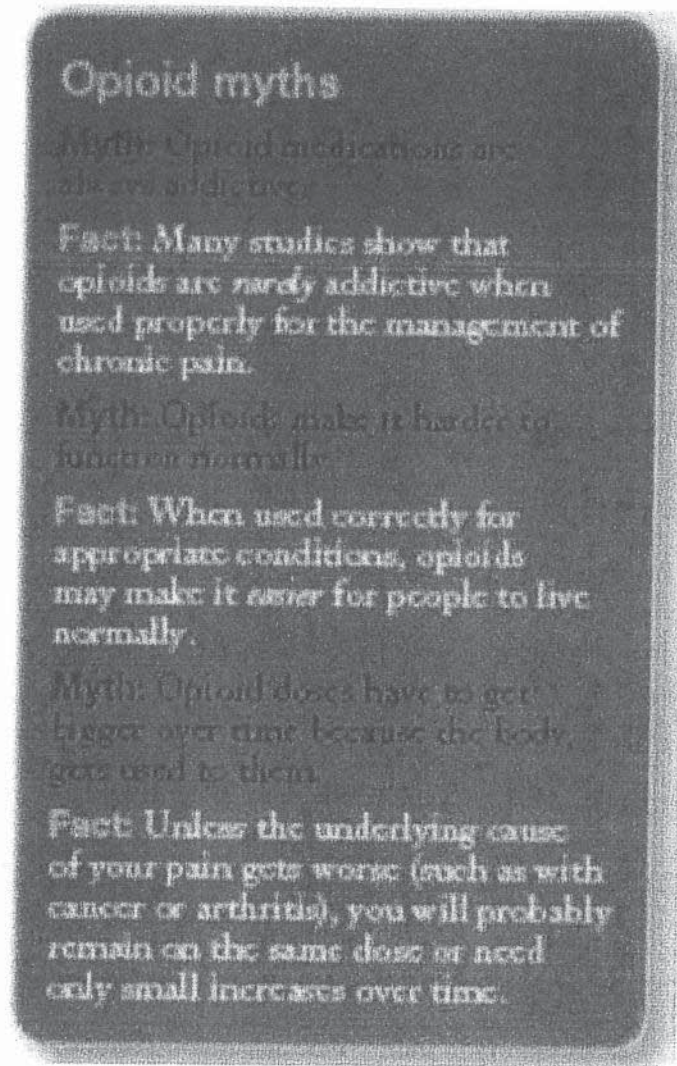 Opioid myths
Myth: Opioid medications are
always addictive.
Fact: Many studies show that
opioids are rarely addictive when
used properly for the management of
chronic pain.
Myth: Opioids make it harder to
function normally.
Fact: When used correctly for
appropriate conditions, opioids
may make it easier for people to live
normally.
Myth: Opioid doses have to get
bigger over time because the body
gets used to them.
Fact: Unless the underlying cause
of your pain gets worse (such as with
cancer or arthritis), you will probably
remain on the same dose or need
only small increases over time.